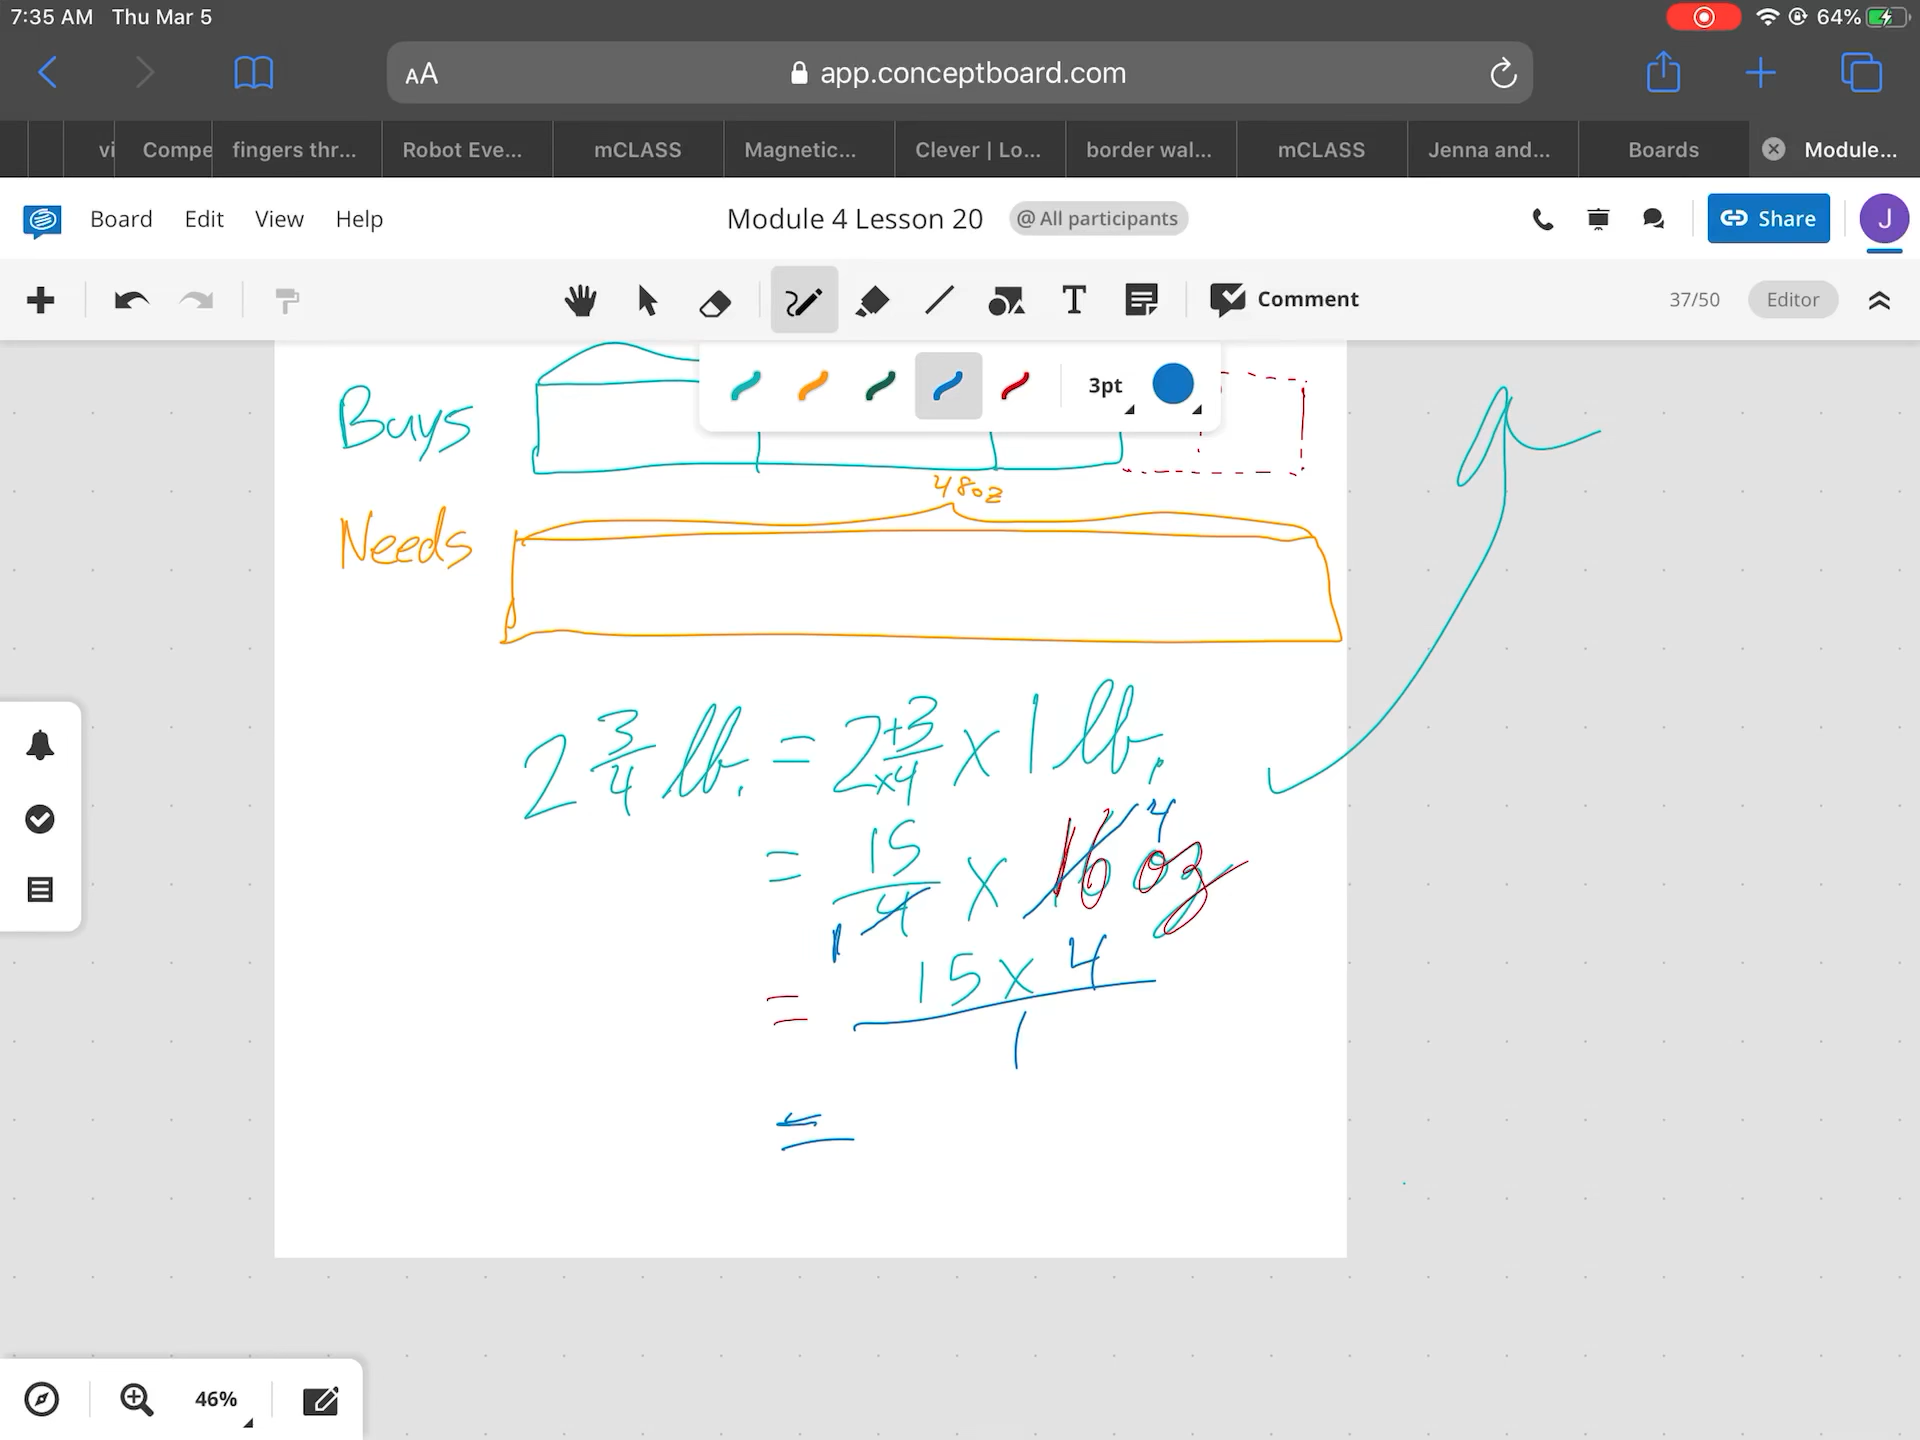 7:35 AM Thu Mar 5 64%
AA app.conceptboard.com
vi Compe fingers thr... Robot Eve... mCLASS Magnetic... Clever | Lo... border wal... mCLASS Jenna and... Boards Module...
Board Edit View Help Module 4 Lesson 20 @ All participants Share J
T Comment 37/50 Editor
3pt
Buys
48oz
Needs
2 3/4 lb. = 2 +3/×4 × 1 lb.
= 15/4 × 16 oz
1 4
= 15 × 4 / 1
=
46%